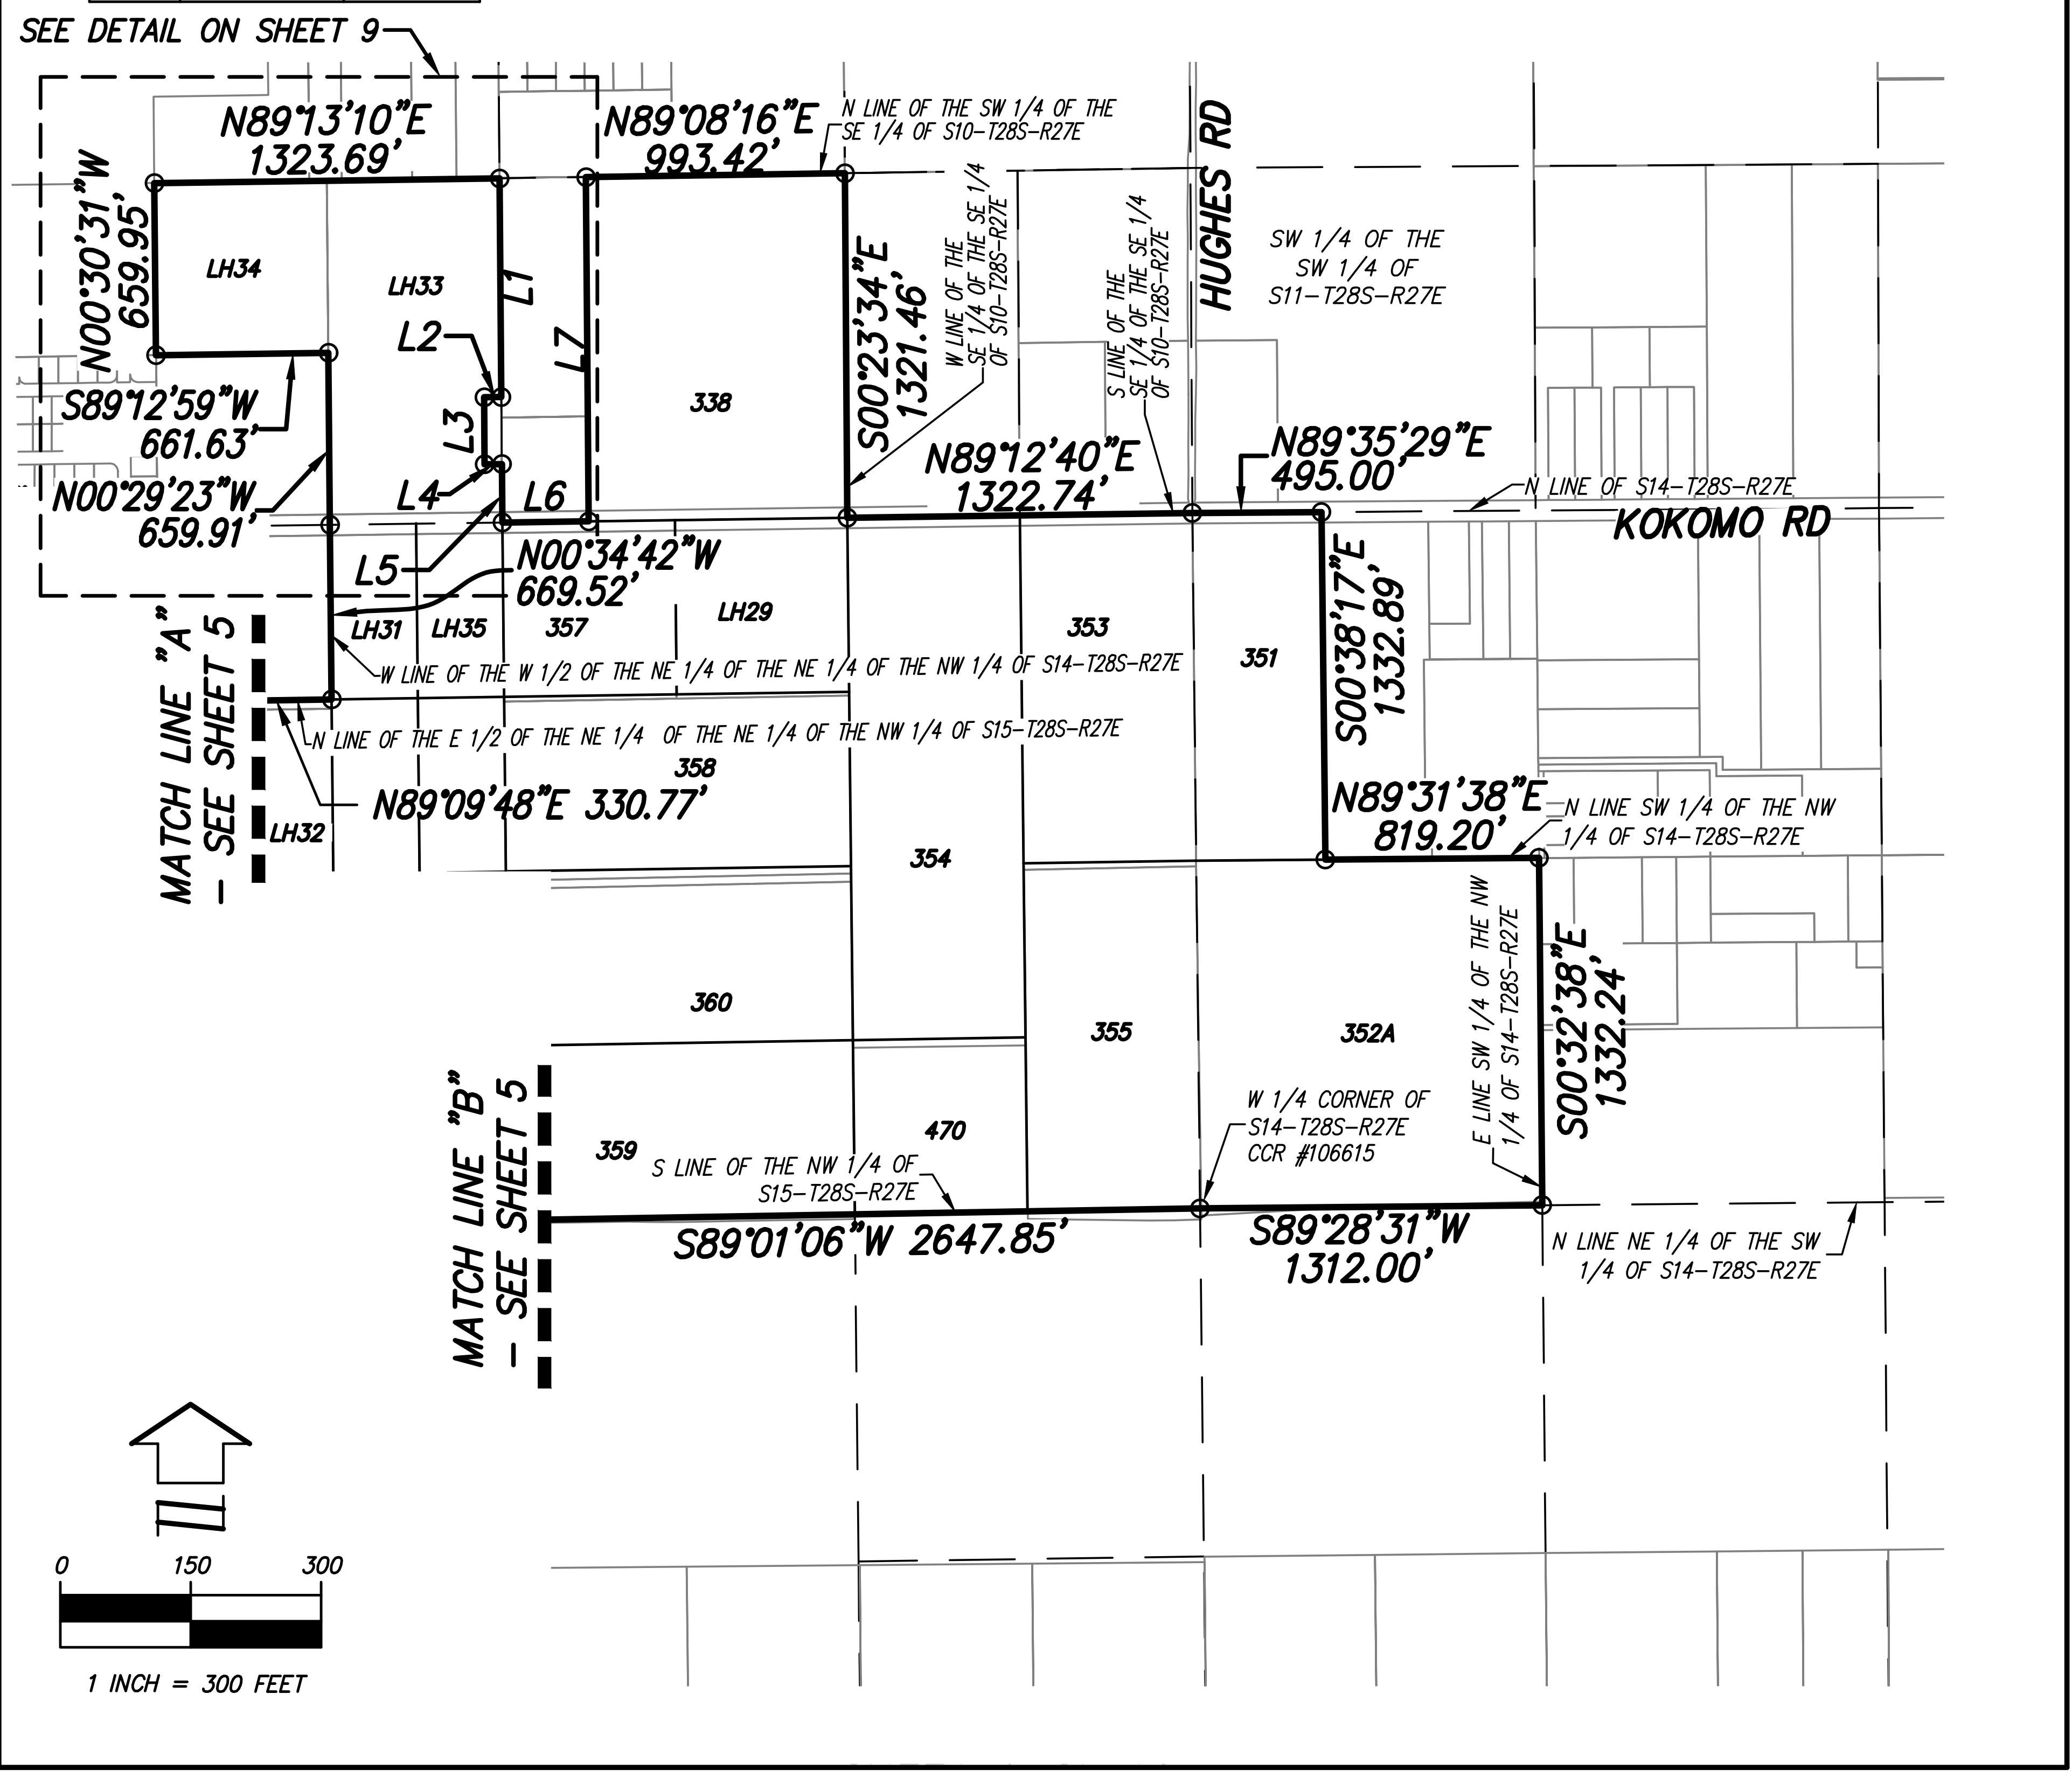 SEE DETAIL ON SHEET 9
N89°13'10"E
1323.69'
N89°08'16"E
993.42'
N LINE OF THE SW 1/4 OF THE
SE 1/4 OF S10-T28S-R27E
HUGHES RD
N00°30'31"W
659.95'
LH34
LH33
L1
L2
L7
L3
338
S00°23'34"E
1321.46'
W LINE OF THE
SE 1/4 OF THE SE 1/4
OF S10-T28S-R27E
S LINE OF THE
SE 1/4 OF THE SE 1/4
OF S10-T28S-R27E
SW 1/4 OF THE
SW 1/4 OF
S11-T28S-R27E
S89°12'59"W
661.63'
N00°29'23"W
659.91'
L4
L6
L5
N89°12'40"E
1322.74'
N89°35'29"E
495.00'
N LINE OF S14-T28S-R27E
KOKOMO RD
N00°34'42"W
669.52'
LH31
LH35
357
LH29
353
351
S00°38'17"E
1332.89'
MATCH LINE "A"
- SEE SHEET 5
W LINE OF THE W 1/2 OF THE NE 1/4 OF THE NE 1/4 OF THE NW 1/4 OF S14-T28S-R27E
N LINE OF THE E 1/2 OF THE NE 1/4 OF THE NE 1/4 OF THE NW 1/4 OF S15-T28S-R27E
358
N89°09'48"E 330.77'
LH32
N89°31'38"E
819.20'
N LINE SW 1/4 OF THE NW
1/4 OF S14-T28S-R27E
354
E LINE SW 1/4 OF THE NW
1/4 OF S14-T28S-R27E
S00°32'38"E
1332.24'
360
355
352A
MATCH LINE "B"
- SEE SHEET 5
359
470
W 1/4 CORNER OF
S14-T28S-R27E
CCR #106615
S LINE OF THE NW 1/4 OF
S15-T28S-R27E
S89°01'06"W 2647.85'
S89°28'31"W
1312.00'
N LINE NE 1/4 OF THE SW
1/4 OF S14-T28S-R27E
0 150 300
1 INCH = 300 FEET